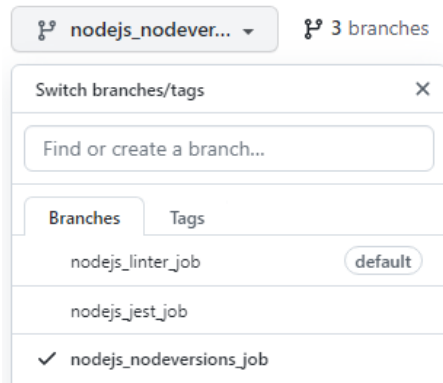 nodejs_nodever... 3 branches
Switch branches/tags
Find or create a branch...
Branches Tags
nodejs_linter_job default
nodejs_jest_job
nodejs_nodeversions_job